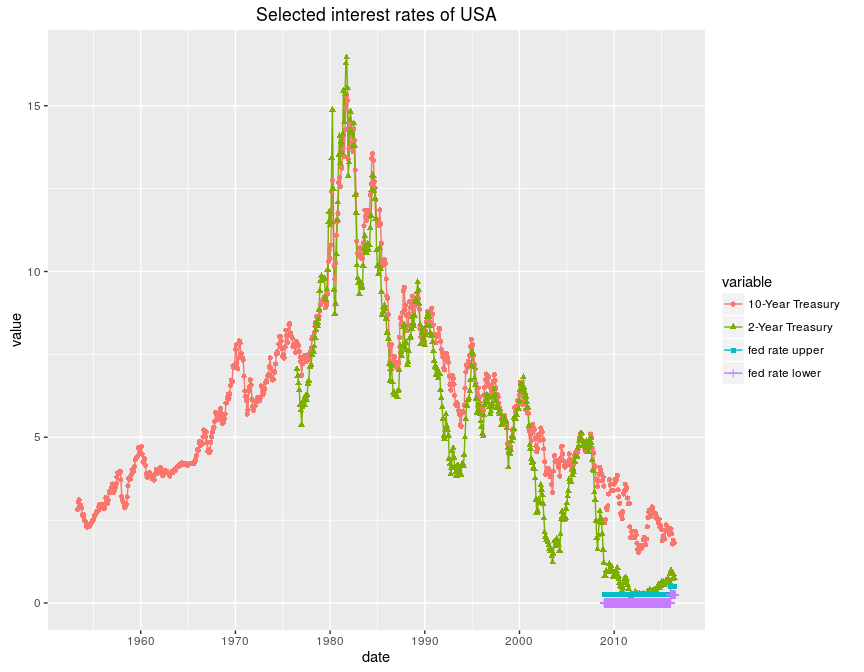 Selected interest rates of USA
value
15
10
5
0
1960 1970 1980 1990 2000 2010
date
variable
10-Year Treasury
2-Year Treasury
fed rate upper
fed rate lower